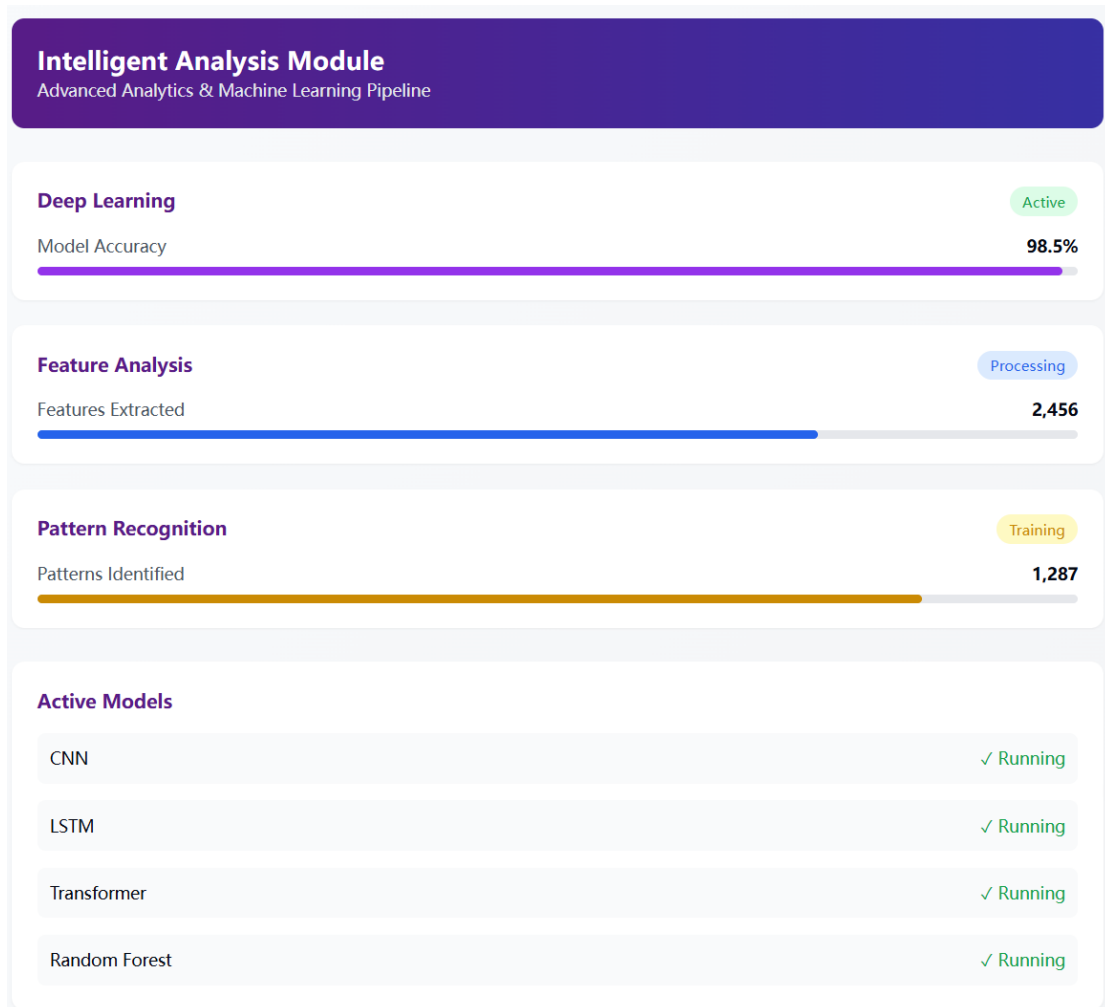 Intelligent Analysis Module
Advanced Analytics & Machine Learning Pipeline
Deep Learning
Active
Model Accuracy
98.5%
Feature Analysis
Processing
Features Extracted
2,456
Pattern Recognition
Training
Patterns Identified
1,287
Active Models
CNN
✓ Running
LSTM
✓ Running
Transformer
✓ Running
Random Forest
✓ Running